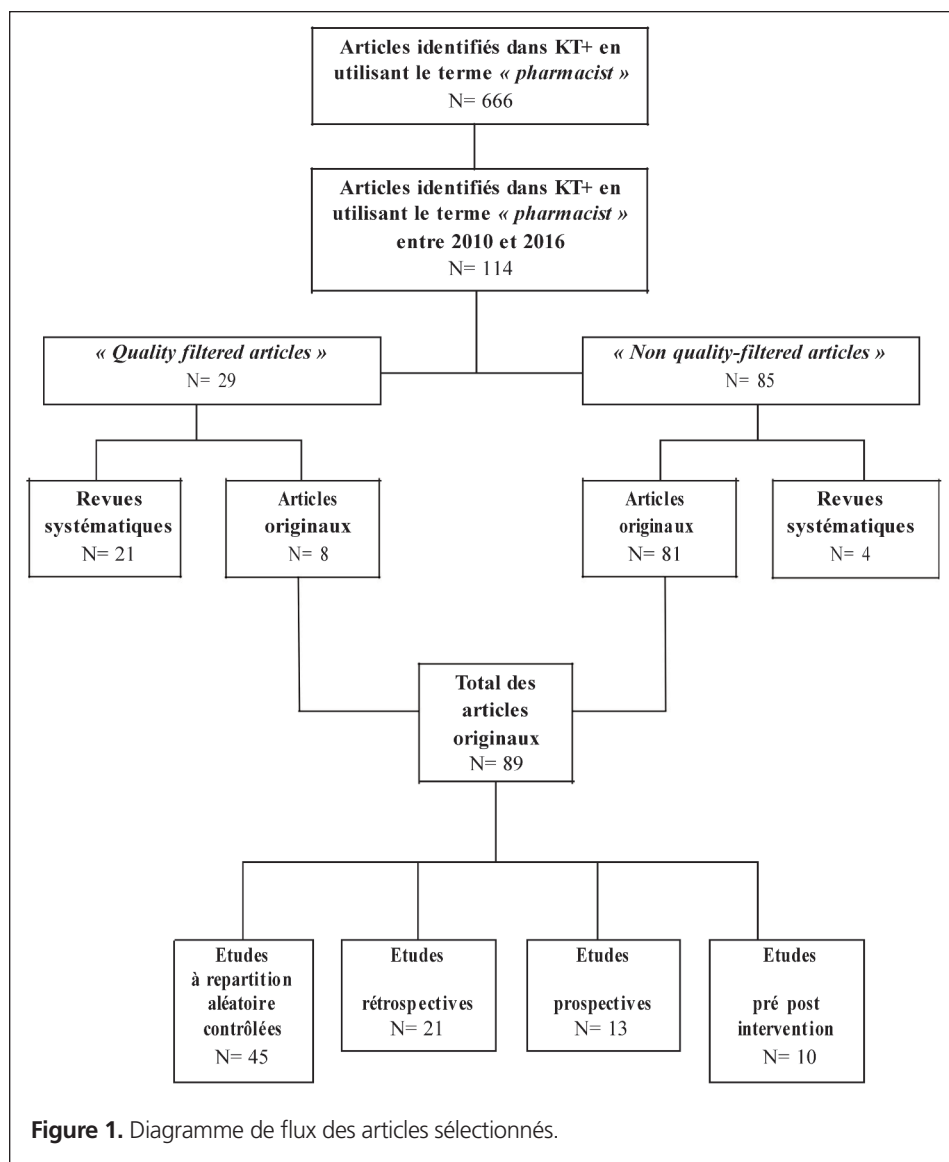 Articles identifiés dans KT+ en
utilisant le terme « pharmacist »
N= 666
Articles identifiés dans KT+ en
utilisant le terme « pharmacist »
entre 2010 et 2016
N= 114
« Quality filtered articles »
N= 29
« Non quality-filtered articles »
N= 85
Revues
systématiques
N= 21
Articles
originaux
N= 8
Articles
originaux
N= 81
Revues
systématiques
N= 4
Total des
articles
originaux
N= 89
Etudes
à repartition
aléatoire
contrôlées
N= 45
Etudes
rétrospectives
N= 21
Etudes
prospectives
N= 13
Etudes
pré post
intervention
N= 10
Figure 1. Diagramme de flux des articles sélectionnés.